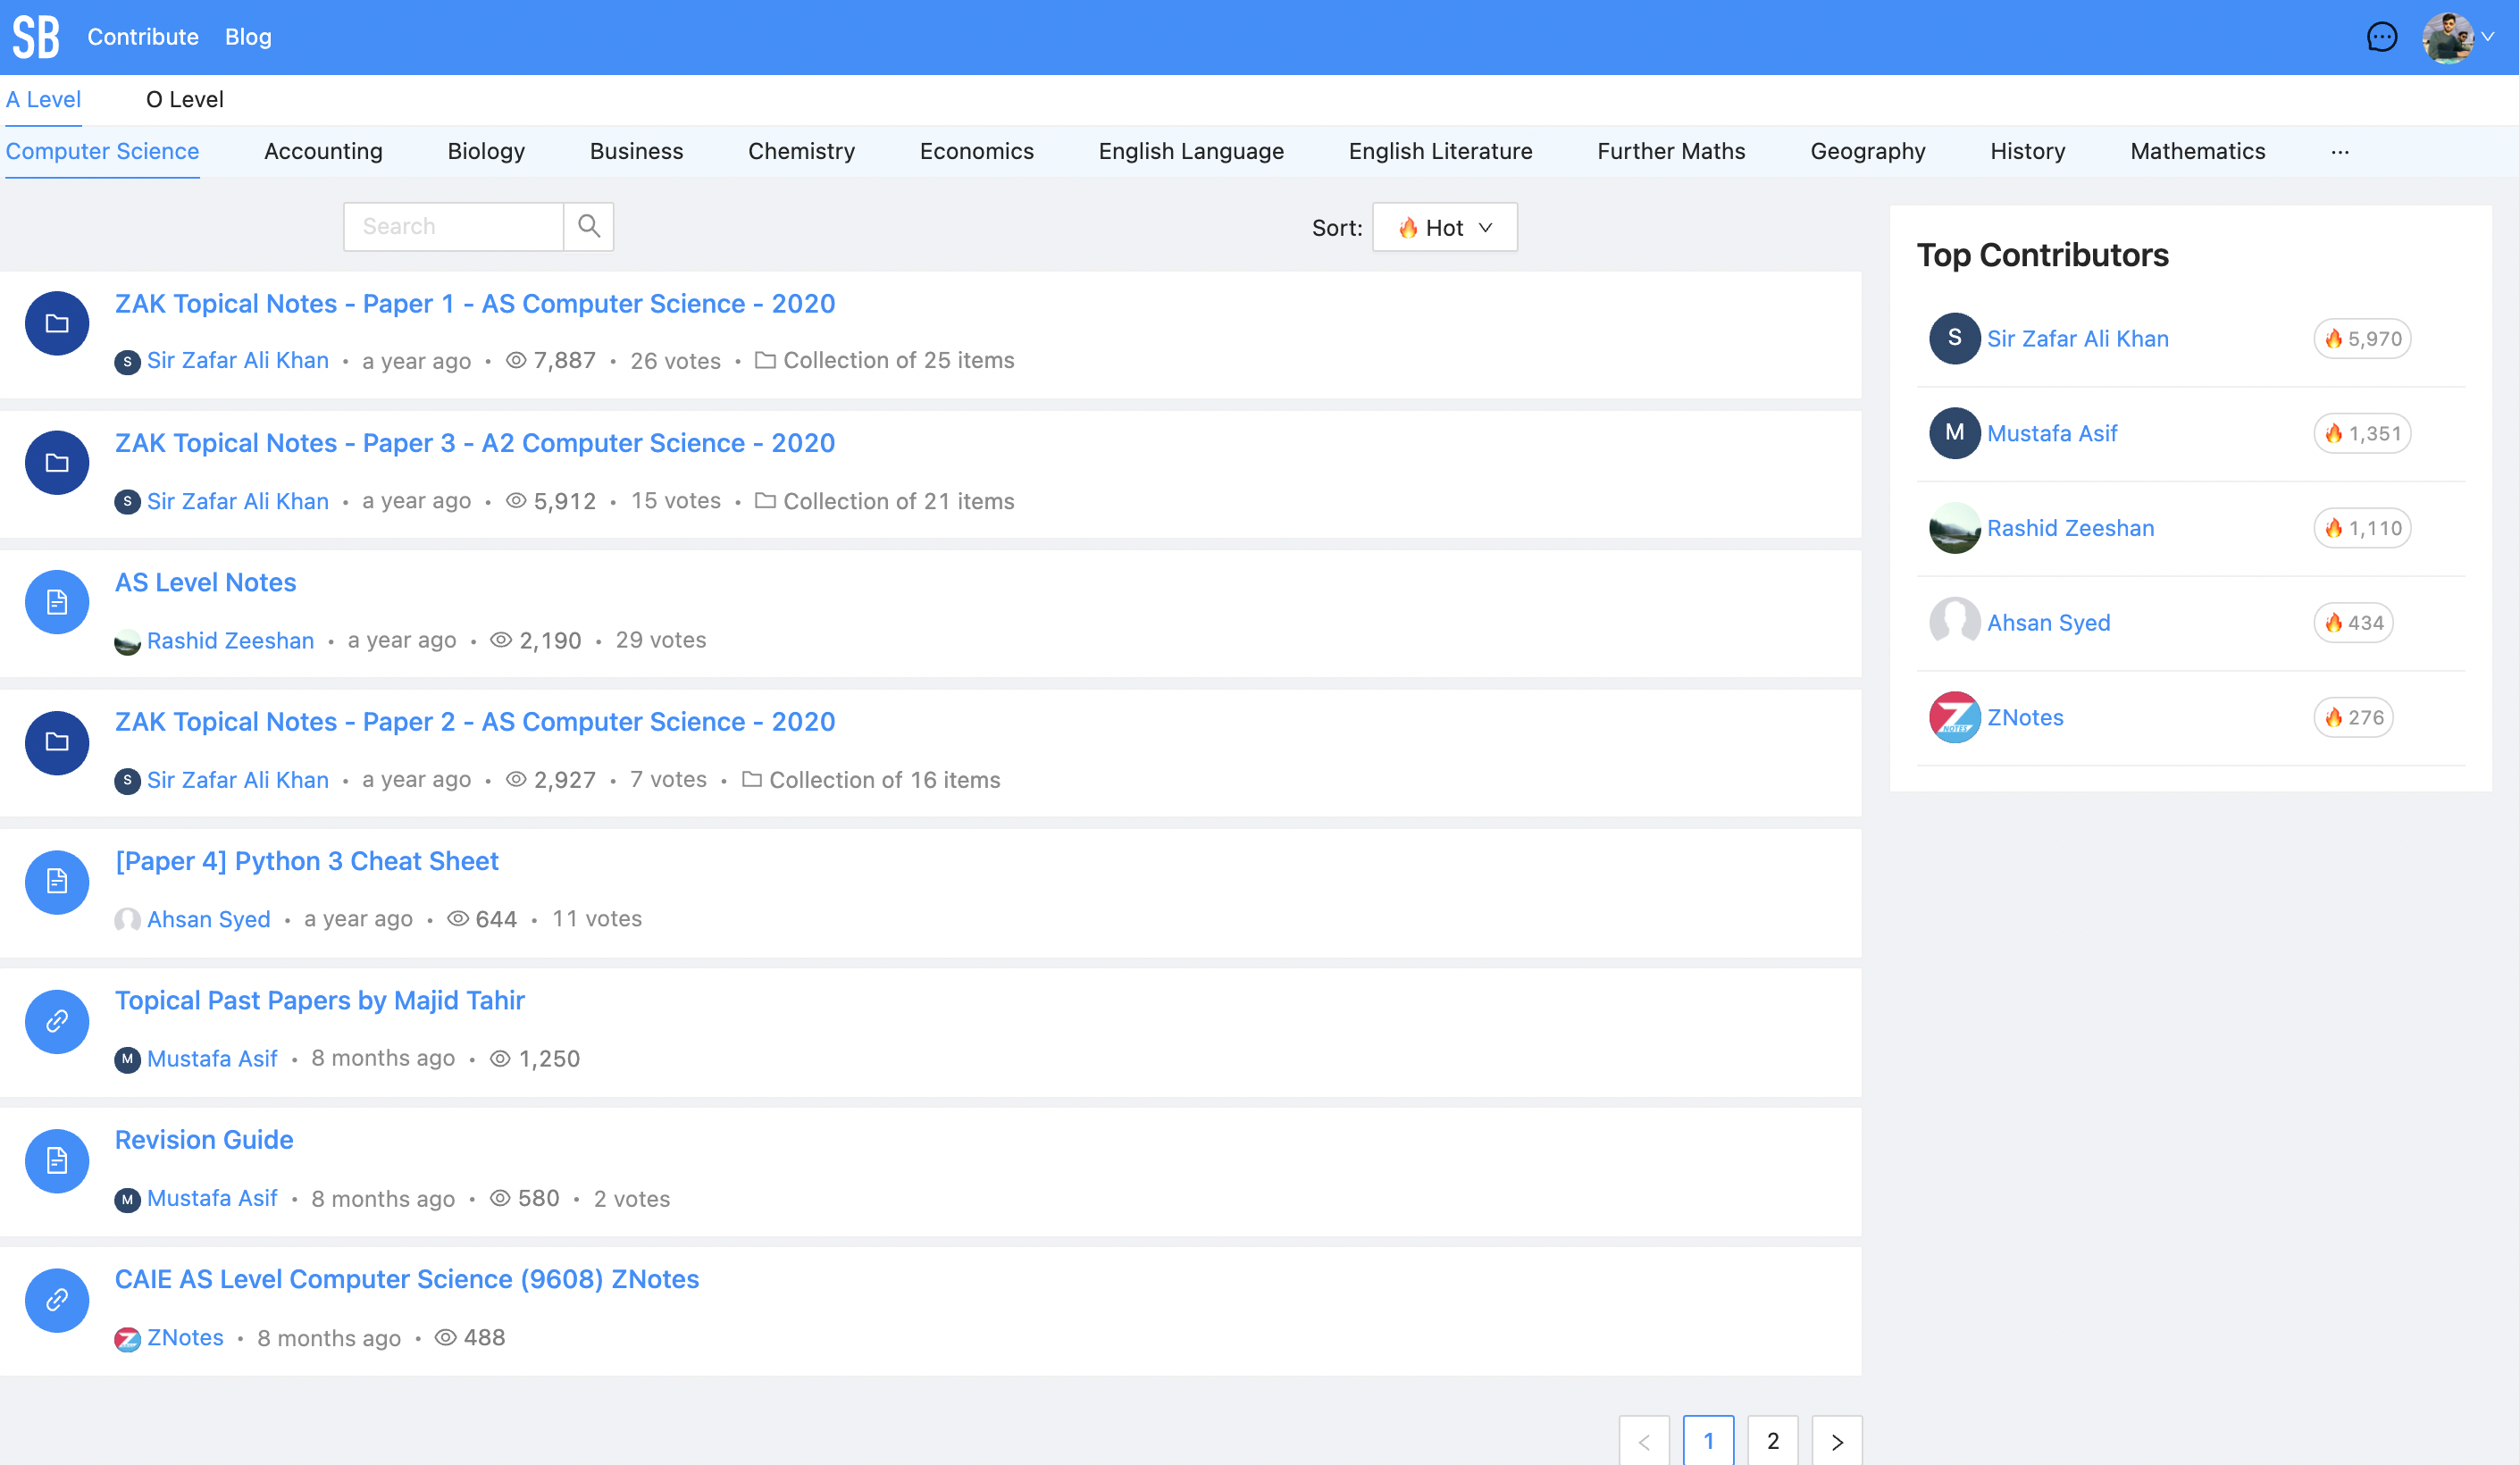 SB Contribute Blog
A Level O Level
Computer Science Accounting Biology Business Chemistry Economics English Language English Literature Further Maths Geography History Mathematics ...
Search
Sort: 🔥 Hot
ZAK Topical Notes - Paper 1 - AS Computer Science - 2020
S Sir Zafar Ali Khan • a year ago • 7,887 • 26 votes • Collection of 25 items
ZAK Topical Notes - Paper 3 - A2 Computer Science - 2020
S Sir Zafar Ali Khan • a year ago • 5,912 • 15 votes • Collection of 21 items
AS Level Notes
Rashid Zeeshan • a year ago • 2,190 • 29 votes
ZAK Topical Notes - Paper 2 - AS Computer Science - 2020
S Sir Zafar Ali Khan • a year ago • 2,927 • 7 votes • Collection of 16 items
[Paper 4] Python 3 Cheat Sheet
Ahsan Syed • a year ago • 644 • 11 votes
Topical Past Papers by Majid Tahir
M Mustafa Asif • 8 months ago • 1,250
Revision Guide
M Mustafa Asif • 8 months ago • 580 • 2 votes
CAIE AS Level Computer Science (9608) ZNotes
Z ZNotes • 8 months ago • 488
< 1 2 >
Top Contributors
S Sir Zafar Ali Khan 🔥 5,970
M Mustafa Asif 🔥 1,351
Rashid Zeeshan 🔥 1,110
Ahsan Syed 🔥 434
Z NOTES ZNotes 🔥 276